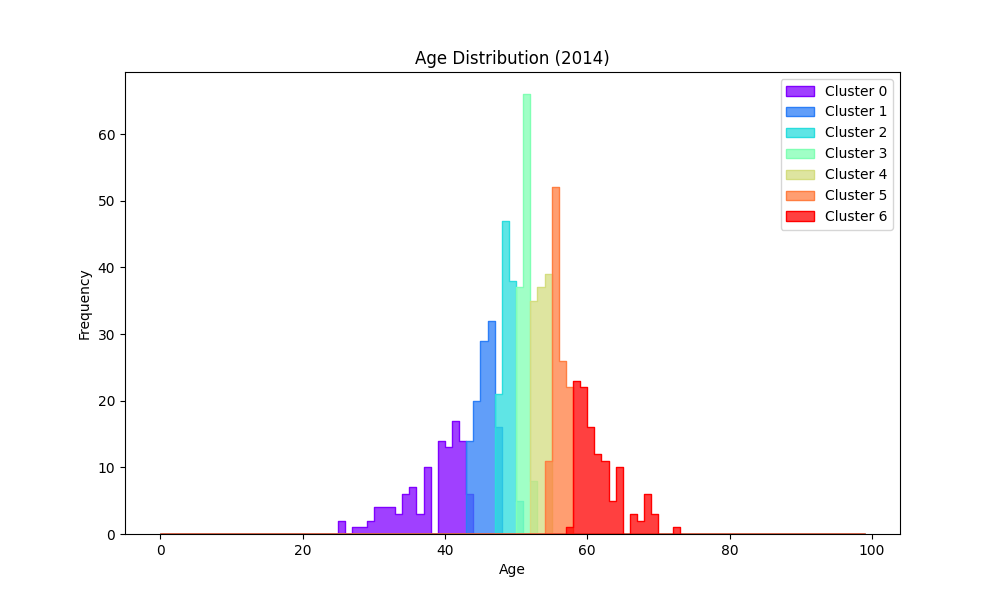 Age Distribution (2014)
Cluster 0
Cluster 1
Cluster 2
Cluster 3
Cluster 4
Cluster 5
Cluster 6
Frequency
60
50
40
30
20
10
0
0 20 40 60 80 100
Age